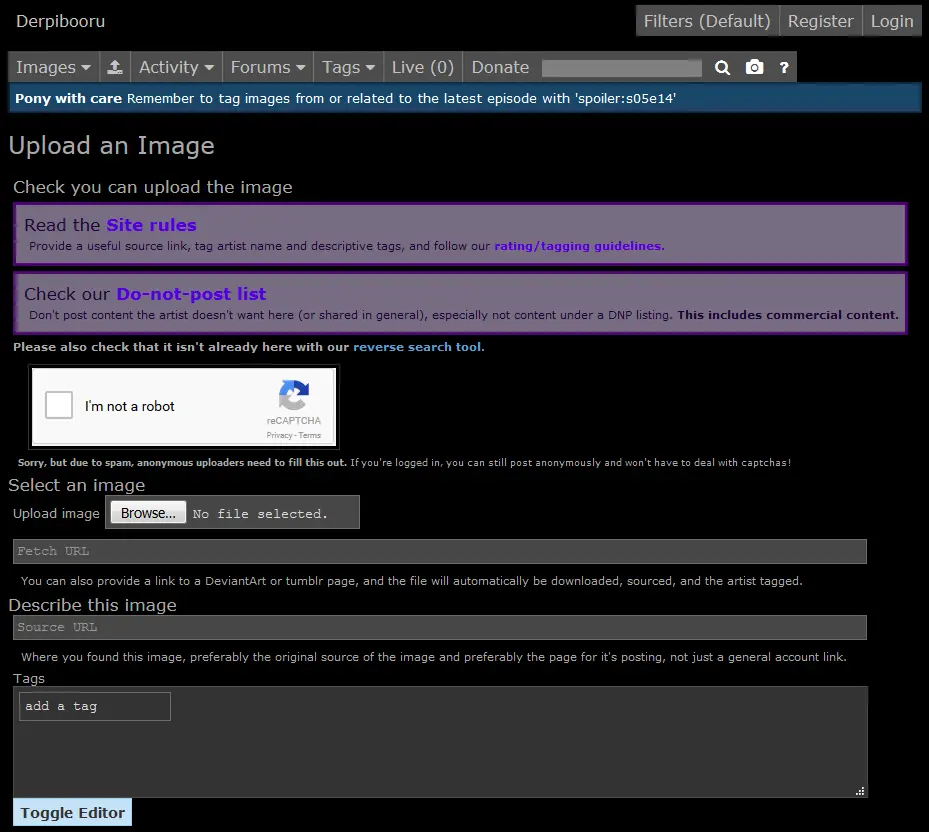 Derpibooru
Filters (Default) Register Login
Images Activity Forums Tags Live (0) Donate ?
Pony with care Remember to tag images from or related to the latest episode with 'spoiler:s05e14'
Upload an Image
Check you can upload the image
Read the Site rules
Provide a useful source link, tag artist name and descriptive tags, and follow our rating/tagging guidelines.
Check our Do-not-post list
Don't post content the artist doesn't want here (or shared in general), especially not content under a DNP listing. This includes commercial content.
Please also check that it isn't already here with our reverse search tool.
I'm not a robot
reCAPTCHA
Privacy - Terms
Sorry, but due to spam, anonymous uploaders need to fill this out. If you're logged in, you can still post anonymously and won't have to deal with captchas!
Select an image
Upload image Browse... No file selected.
Fetch URL
You can also provide a link to a DeviantArt or tumblr page, and the file will automatically be downloaded, sourced, and the artist tagged.
Describe this image
Source URL
Where you found this image, preferably the original source of the image and preferably the page for it's posting, not just a general account link.
Tags
add a tag
Toggle Editor